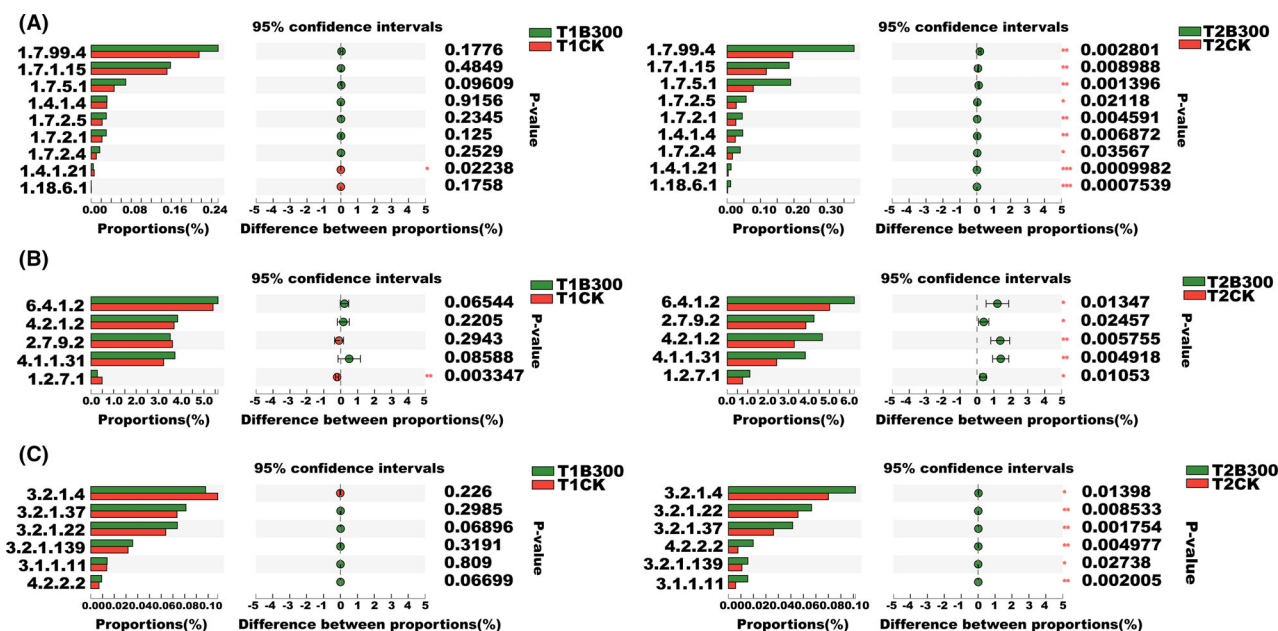 (A)
95% confidence intervals
T1B300
T1CK
1.7.99.4
0.1776
1.7.1.15
0.4849
1.7.5.1
0.09609
1.4.1.4
0.9156
1.7.2.5
0.2345
1.7.2.1
0.125
1.7.2.4
0.2529
1.4.1.21
* 0.02238
1.18.6.1
0.1758
P-value
0.00 0.08 0.16 0.24
-5 -4 -3 -2 -1 0 1 2 3 4 5
Proportions(%)
Difference between proportions(%)
95% confidence intervals
T2B300
T2CK
1.7.99.4
** 0.002801
1.7.1.15
** 0.008988
1.7.5.1
** 0.001396
1.7.2.5
* 0.02118
1.7.2.1
** 0.004591
1.4.1.4
** 0.006872
1.7.2.4
* 0.03567
1.4.1.21
*** 0.0009982
1.18.6.1
*** 0.0007539
P-value
0.00 0.10 0.20 0.30
-5 -4 -3 -2 -1 0 1 2 3 4 5
Proportions(%)
Difference between proportions(%)
(B)
95% confidence intervals
T1B300
T1CK
6.4.1.2
0.06544
4.2.1.2
0.2205
2.7.9.2
0.2943
4.1.1.31
0.08588
1.2.7.1
** 0.003347
P-value
0.0 1.0 2.0 3.0 4.0 5.0
-5 -4 -3 -2 -1 0 1 2 3 4 5
Proportions(%)
Difference between proportions(%)
95% confidence intervals
T2B300
T2CK
6.4.1.2
* 0.01347
2.7.9.2
* 0.02457
4.2.1.2
** 0.005755
4.1.1.31
** 0.004918
1.2.7.1
* 0.01053
P-value
0.0 1.0 2.0 3.0 4.0 5.0 6.0
-5 -4 -3 -2 -1 0 1 2 3 4 5
Proportions(%)
Difference between proportions(%)
(C)
95% confidence intervals
T1B300
T1CK
3.2.1.4
0.226
3.2.1.37
0.2985
3.2.1.22
0.06896
3.2.1.139
0.3191
3.1.1.11
0.809
4.2.2.2
0.06699
P-value
0.000.020.040.060.080.10
-5 -4 -3 -2 -1 0 1 2 3 4 5
Proportions(%)
Difference between proportions(%)
95% confidence intervals
T2B300
T2CK
3.2.1.4
* 0.01398
3.2.1.22
** 0.008533
3.2.1.37
** 0.001754
4.2.2.2
** 0.004977
3.2.1.139
* 0.02738
3.1.1.11
** 0.002005
P-value
0.000.020.040.060.080.10
-5 -4 -3 -2 -1 0 1 2 3 4 5
Proportions(%)
Difference between proportions(%)